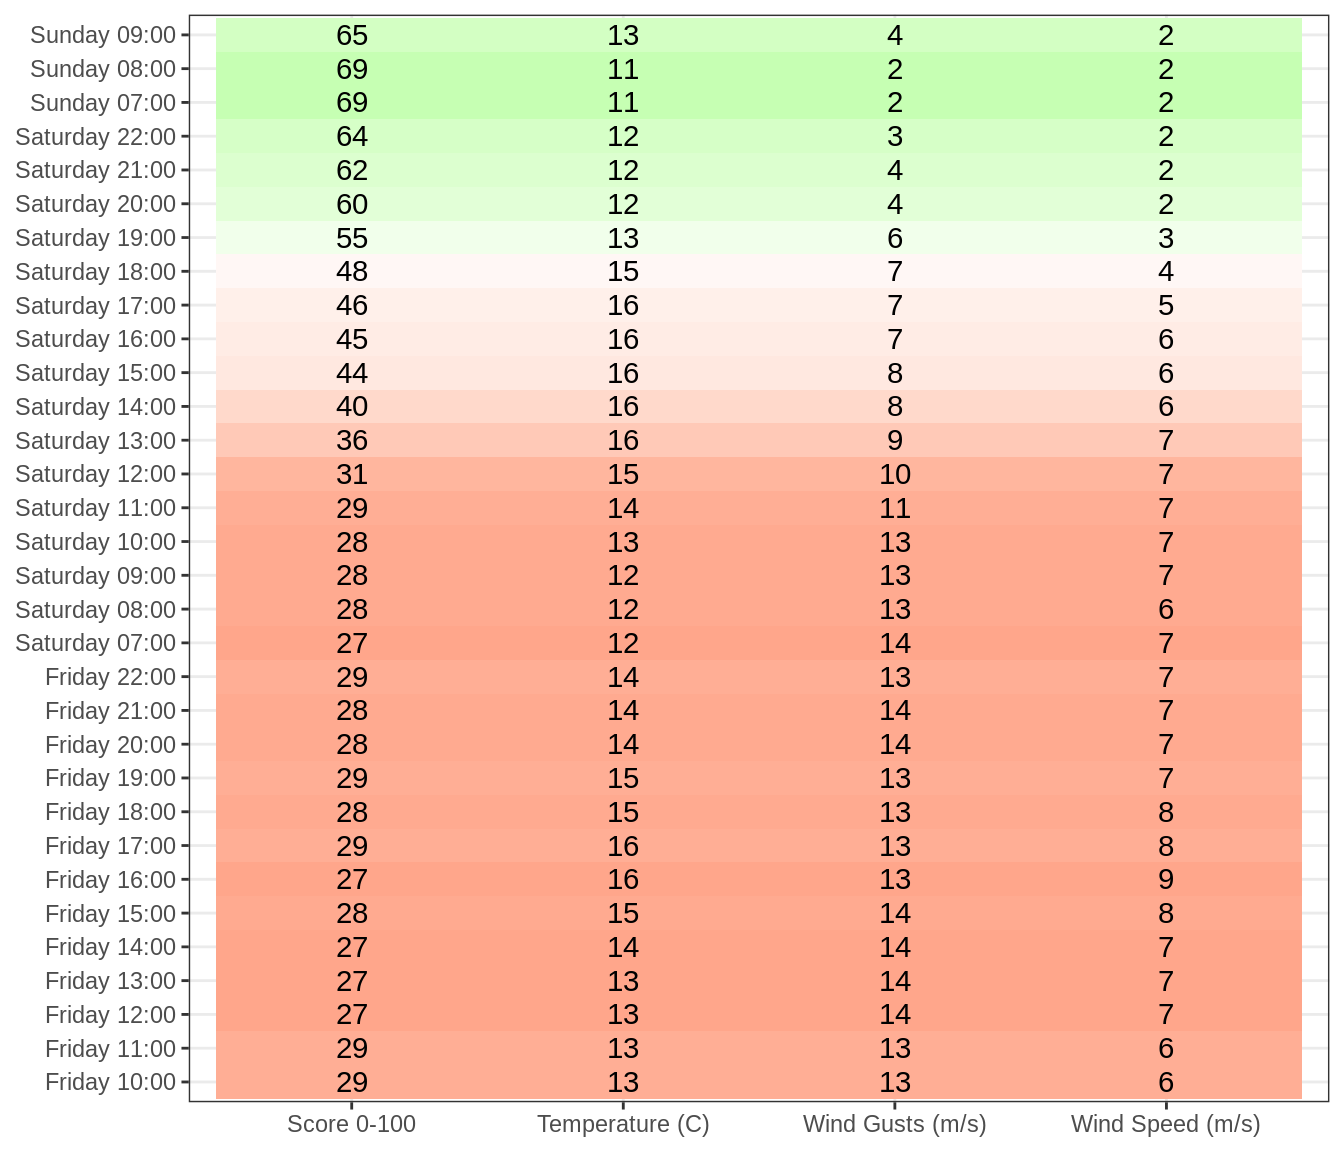 Sunday 09:00 65 13 4 2
Sunday 08:00 69 11 2 2
Sunday 07:00 69 11 2 2
Saturday 22:00 64 12 3 2
Saturday 21:00 62 12 4 2
Saturday 20:00 60 12 4 2
Saturday 19:00 55 13 6 3
Saturday 18:00 48 15 7 4
Saturday 17:00 46 16 7 5
Saturday 16:00 45 16 7 6
Saturday 15:00 44 16 8 6
Saturday 14:00 40 16 8 6
Saturday 13:00 36 16 9 7
Saturday 12:00 31 15 10 7
Saturday 11:00 29 14 11 7
Saturday 10:00 28 13 13 7
Saturday 09:00 28 12 13 7
Saturday 08:00 28 12 13 6
Saturday 07:00 27 12 14 7
Friday 22:00 29 14 13 7
Friday 21:00 28 14 14 7
Friday 20:00 28 14 14 7
Friday 19:00 29 15 13 7
Friday 18:00 28 15 13 8
Friday 17:00 29 16 13 8
Friday 16:00 27 16 13 9
Friday 15:00 28 15 14 8
Friday 14:00 27 14 14 7
Friday 13:00 27 13 14 7
Friday 12:00 27 13 14 7
Friday 11:00 29 13 13 6
Friday 10:00 29 13 13 6
Score 0-100 Temperature (C) Wind Gusts (m/s) Wind Speed (m/s)